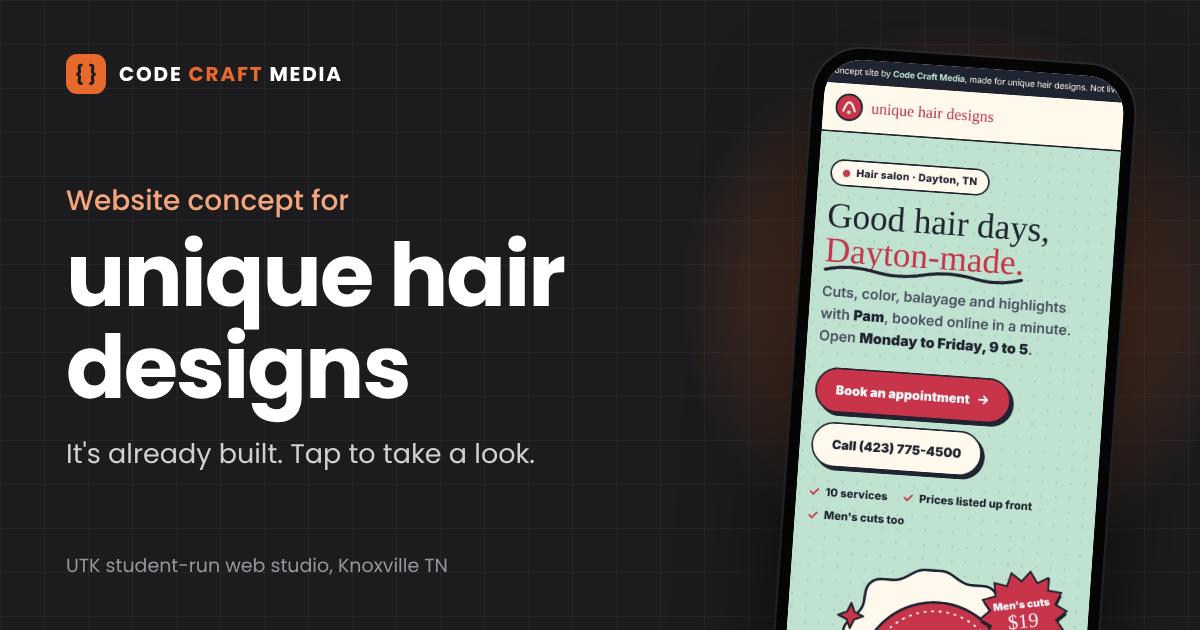 { } CODE CRAFT MEDIA
Website concept for
unique hair
designs
It's already built. Tap to take a look.
UTK student-run web studio, Knoxville TN
concept site by Code Craft Media, made for unique hair designs. Not
unique hair designs
Hair salon · Dayton, TN
Good hair days,
Dayton-made.
Cuts, color, balayage and highlights
with Pam, booked online in a minute.
Open Monday to Friday, 9 to 5.
Book an appointment →
Call (423) 775-4500
✓ 10 services ✓ Prices listed up front
✓ Men's cuts too
Men's cuts
$19